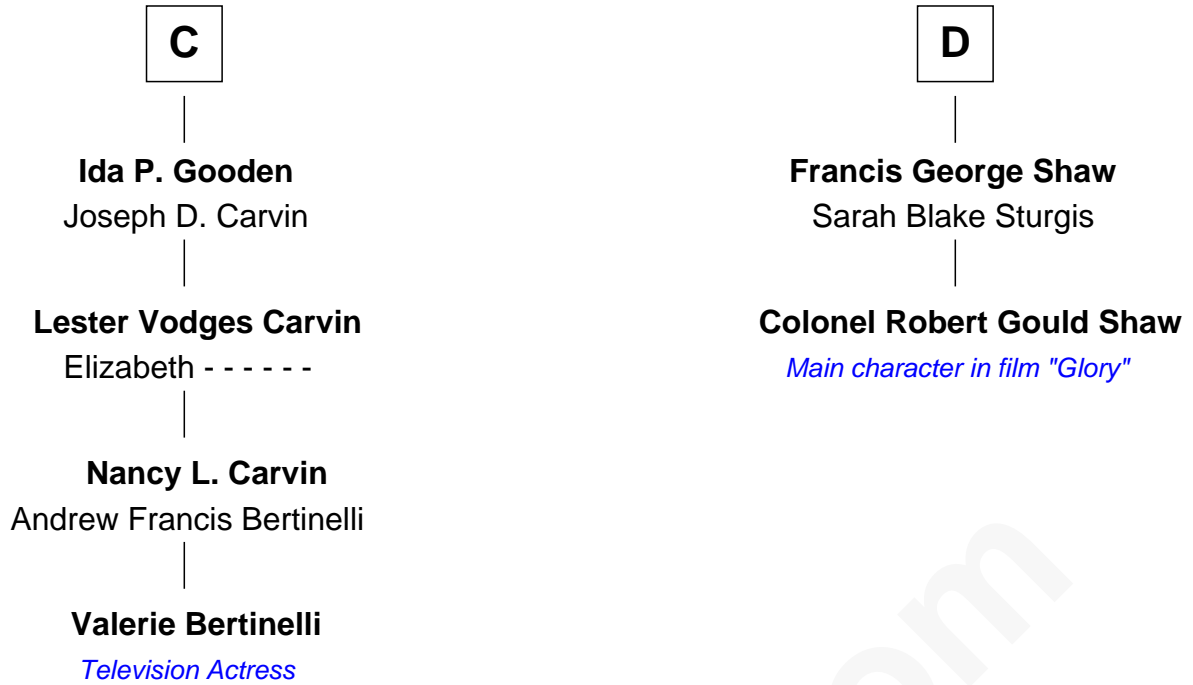 C
Ida P. Gooden
Joseph D. Carvin
Lester Vodges Carvin
Elizabeth - - - - - -
Nancy L. Carvin
Andrew Francis Bertinelli
Valerie Bertinelli
Television Actress
D
Francis George Shaw
Sarah Blake Sturgis
Colonel Robert Gould Shaw
Main character in film "Glory"
om